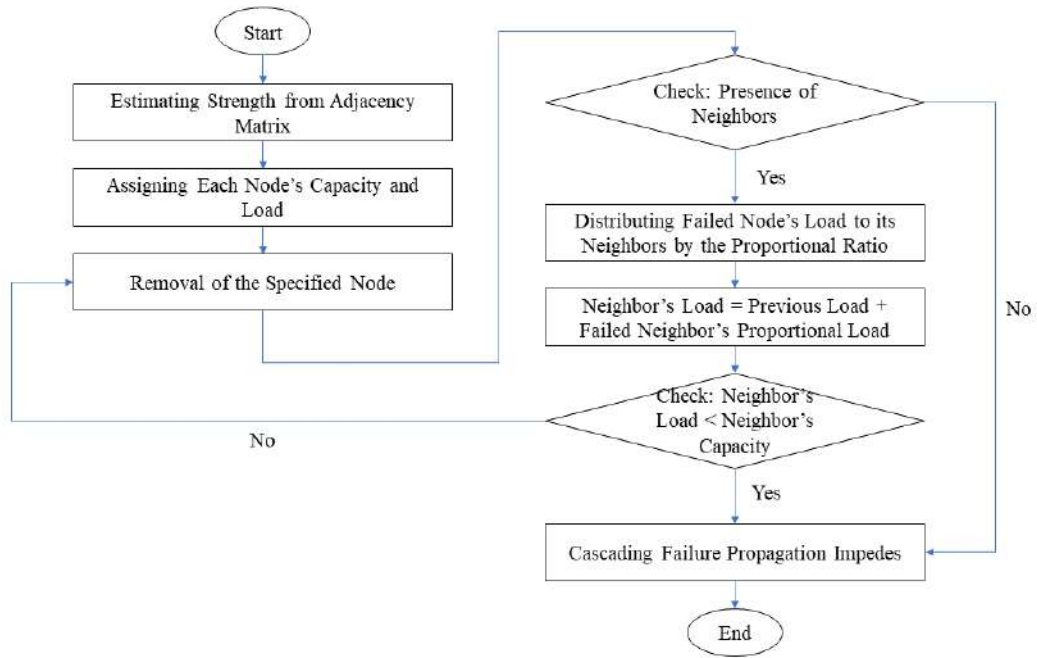 Start
Estimating Strength from Adjacency
Matrix
Assigning Each Node's Capacity and
Load
Removal of the Specified Node
Check: Presence of
Neighbors
Yes
No
Distributing Failed Node's Load to its
Neighbors by the Proportional Ratio
Neighbor's Load = Previous Load +
Failed Neighbor's Proportional Load
Check: Neighbor's
Load < Neighbor's
Capacity
No
Yes
Cascading Failure Propagation Impedes
End